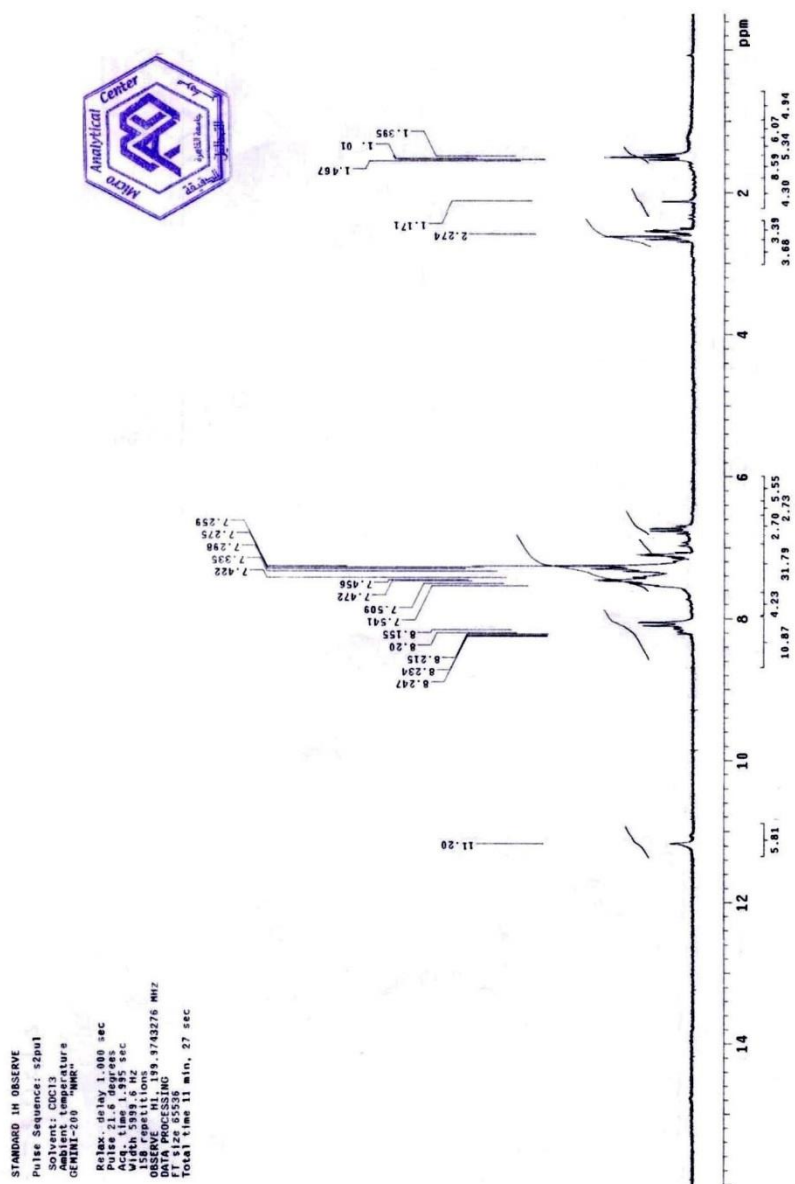 STANDARD 1H OBSERVE
Pulse Sequence: s2pul
Solvent: CDCl3
Ambient temperature
GEMINI-200 "NMR"
Relax. delay 1.000 sec
Pulse 21.6 degrees
Acq. time 1.995 sec
Width 5999.6 HZ
158 repetitions
OBSERVE H1, 199.9743276 MHZ
DATA PROCESSING
FT size 65536
Total time 11 min, 27 sec
Micro Analytical Center
جامعة القاهرة
11.20
8.247
8.234
8.215
8.20
8.155
7.541
7.509
7.472
7.456
7.422
7.335
7.298
7.275
7.259
2.274
1.171
1.467
1. 01
1.395
14
12
10
8
6
4
2
ppm
5.81
10.87
4.23
31.79
2.70
2.73
5.55
3.68
3.39
4.30
8.59
5.34
6.07
4.94